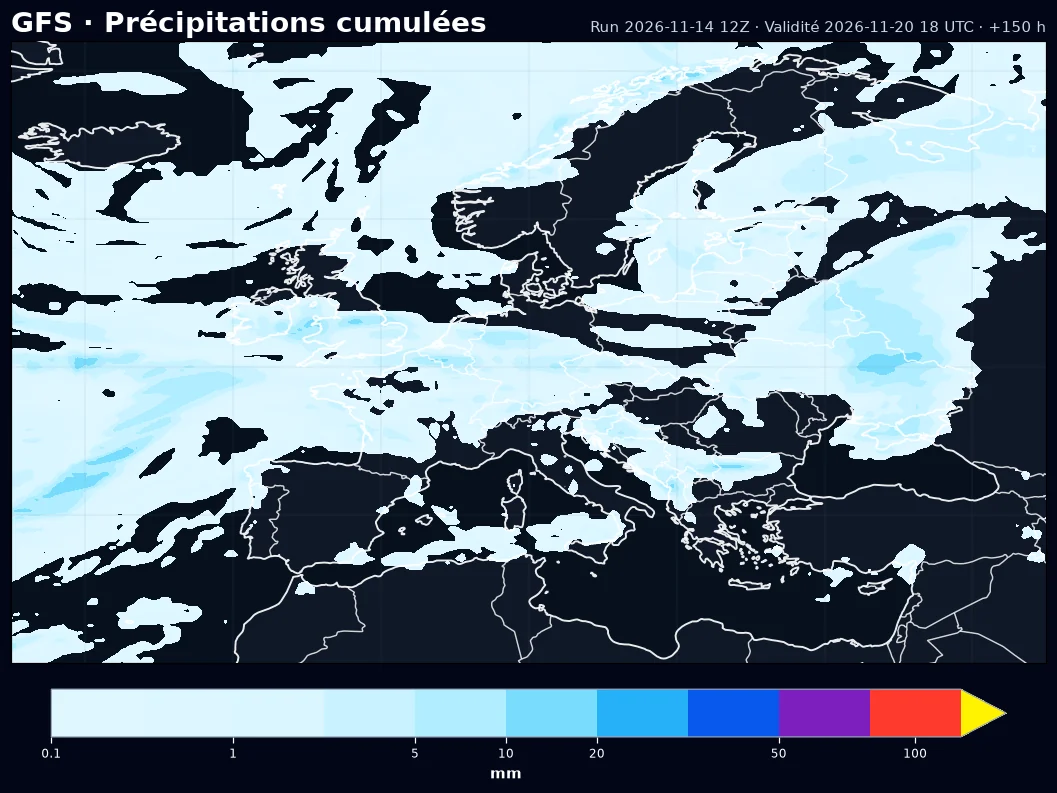 GFS · Précipitations cumulées
Run 2026-11-14 12Z · Validité 2026-11-20 18 UTC · +150 h
0.1 1 5 10 20 50 100
mm